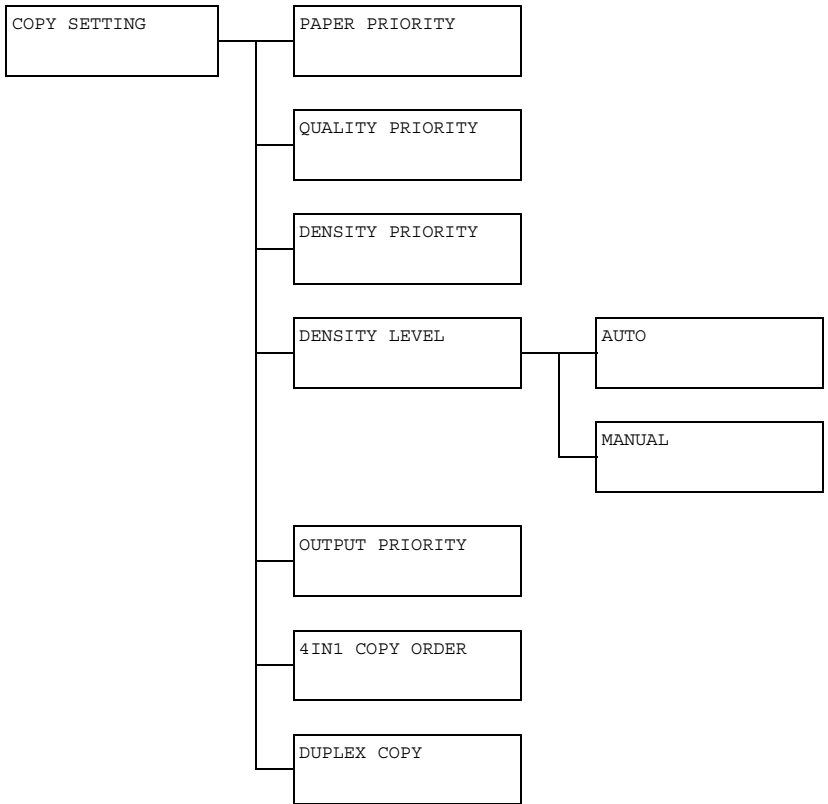 COPY SETTING
PAPER PRIORITY
QUALITY PRIORITY
DENSITY PRIORITY
DENSITY LEVEL
AUTO
MANUAL
OUTPUT PRIORITY
4IN1 COPY ORDER
DUPLEX COPY